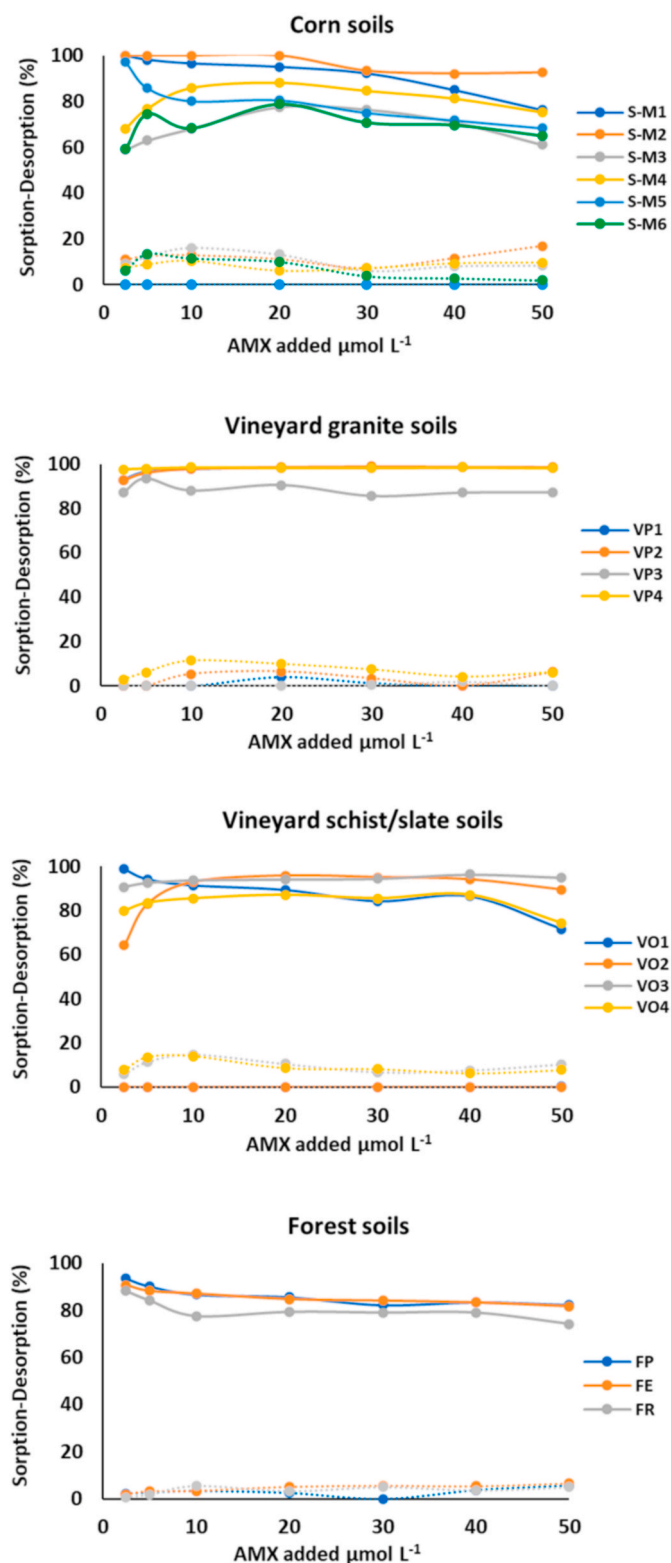 Corn soils
Sorption-Desorption (%)
100
80
60
40
20
0
0 10 20 30 40 50
AMX added µmol L-1
S-M1
S-M2
S-M3
S-M4
S-M5
S-M6
Vineyard granite soils
Sorption-Desorption (%)
100
80
60
40
20
0
0 10 20 30 40 50
AMX added µmol L-1
VP1
VP2
VP3
VP4
Vineyard schist/slate soils
Sorption-Desorption (%)
100
80
60
40
20
0
0 10 20 30 40 50
AMX added µmol L-1
VO1
VO2
VO3
VO4
Forest soils
Sorption-Desorption (%)
100
80
60
40
20
0
0 10 20 30 40 50
AMX added µmol L-1
FP
FE
FR